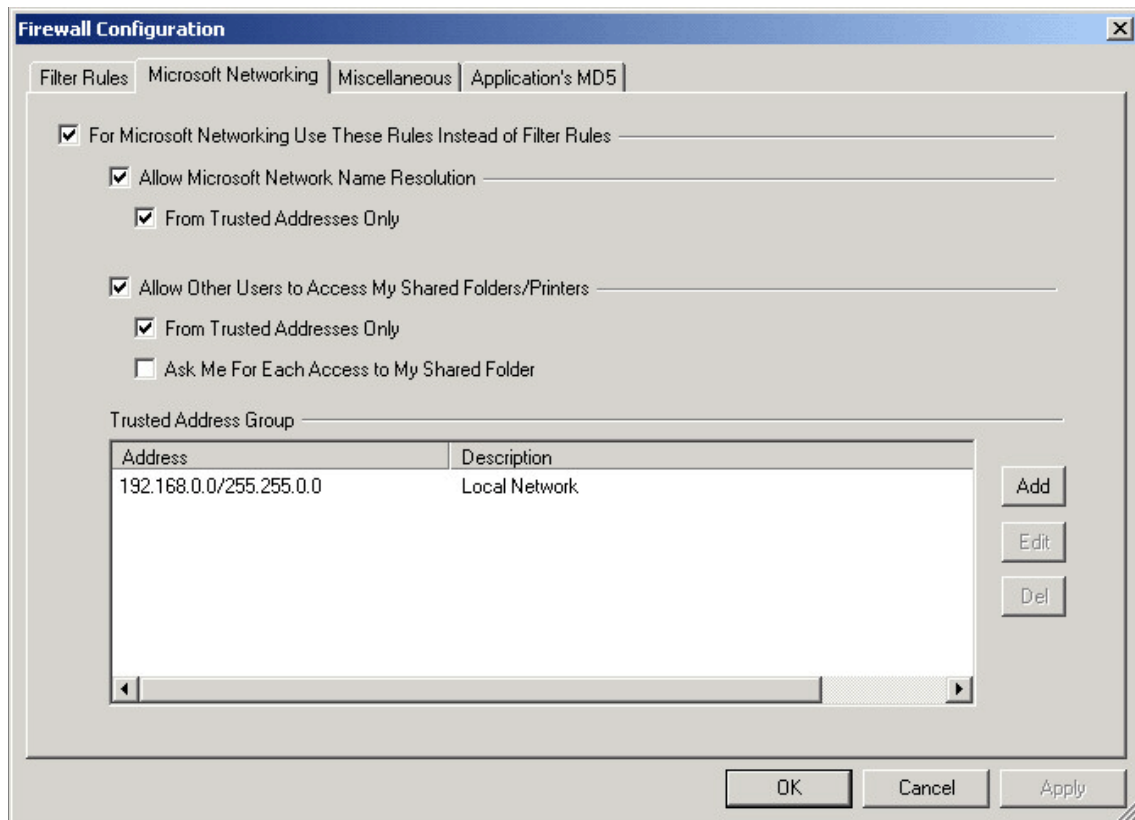 Firewall Configuration
Filter Rules Microsoft Networking Miscellaneous Application's MD5
For Microsoft Networking Use These Rules Instead of Filter Rules
Allow Microsoft Network Name Resolution
From Trusted Addresses Only
Allow Other Users to Access My Shared Folders/Printers
From Trusted Addresses Only
Ask Me For Each Access to My Shared Folder
Trusted Address Group
Address Description
192.168.0.0/255.255.0.0 Local Network
Add
Edit
Del
OK Cancel Apply